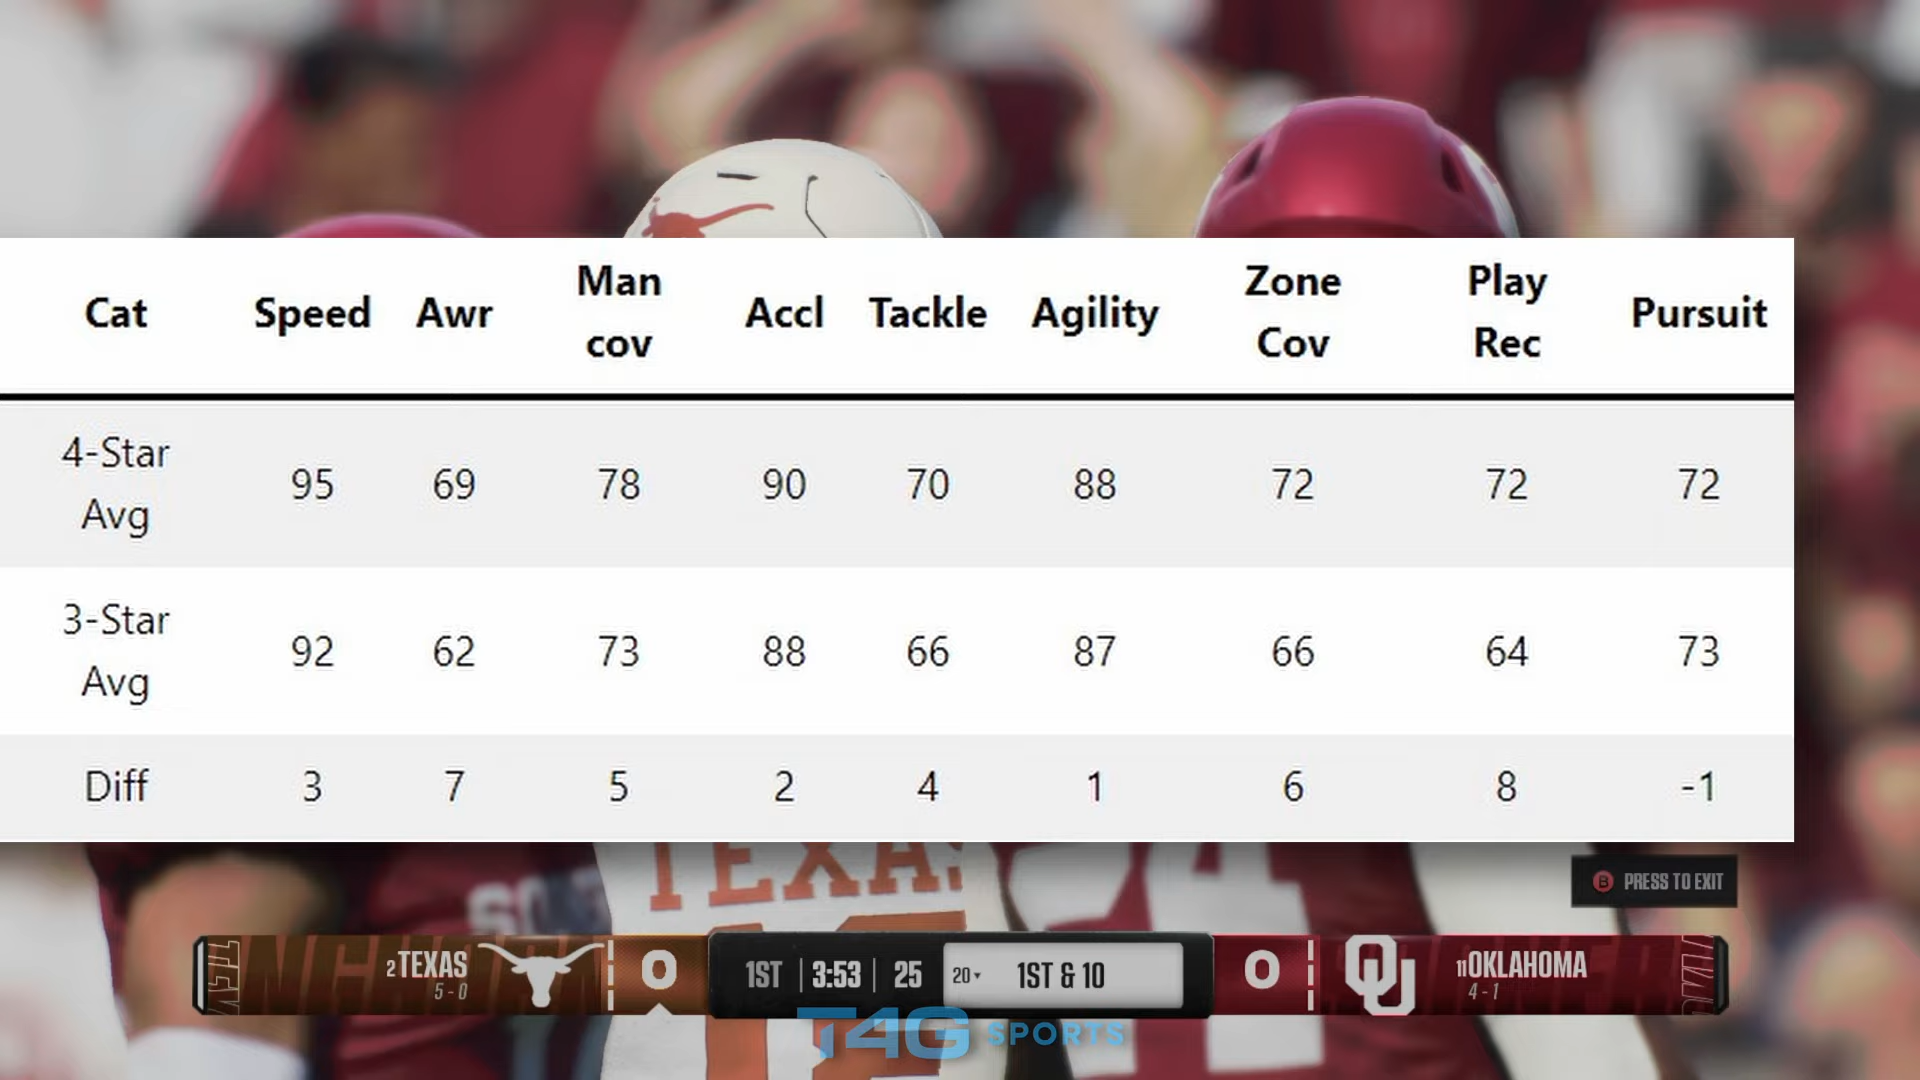 Cat Speed Awr Man cov Accl Tackle Agility Zone Cov Play Rec Pursuit
4-Star Avg 95 69 78 90 70 88 72 72 72
3-Star Avg 92 62 73 88 66 87 66 64 73
Diff 3 7 5 2 4 1 6 8 -1
TEXAS
B PRESS TO EXIT
2 TEXAS 5 - 0 0 1ST 3:53 25 20 1ST & 10 0 OU 11 OKLAHOMA 4 - 1
T4G SPORTS